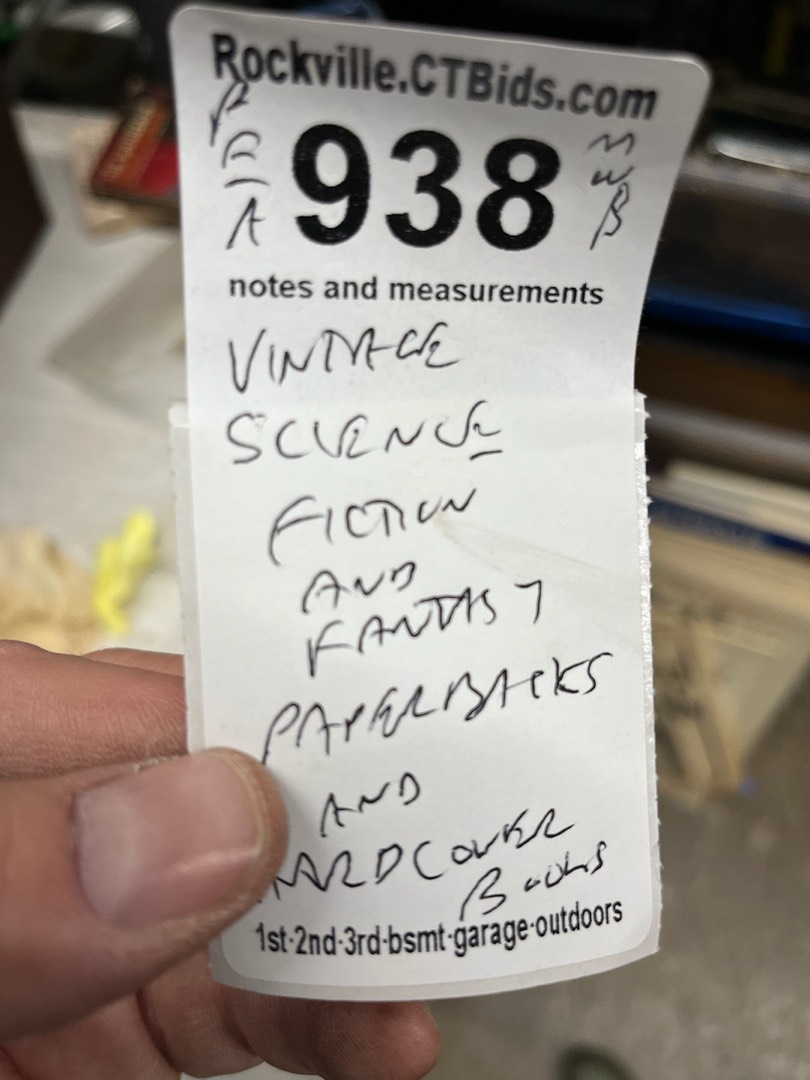 Rockville.CTBids.com
938
M
W
B
notes and measurements
VINTAGE
SCIENCE
FICTION
AND
FANTASY
PAPERBACKS
AND
HARDCOVER
BOOKS
1st-2nd-3rd-bsmt-garage-outdoors